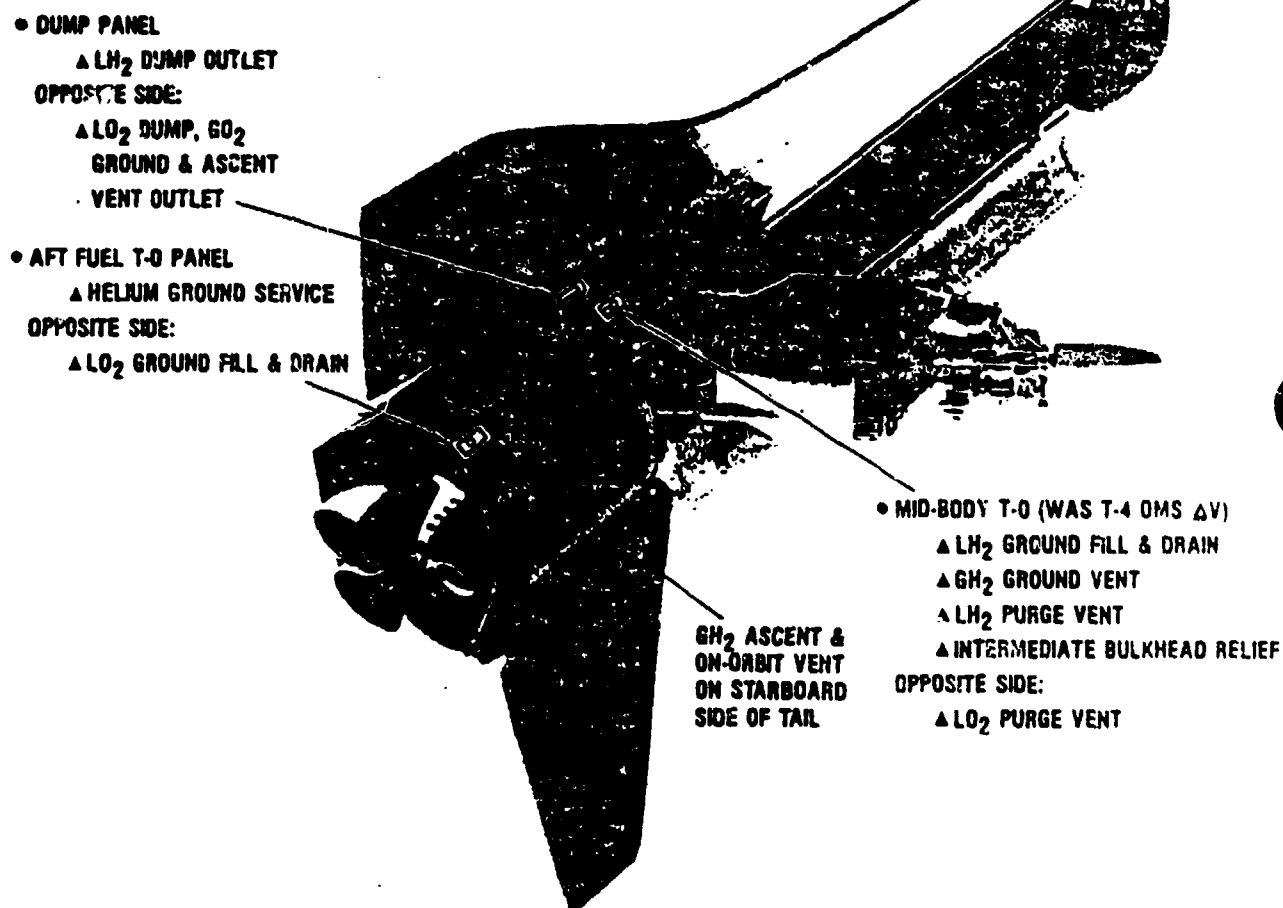 • DUMP PANEL
▲ LH₂ DUMP OUTLET
OPPOSITE SIDE:
▲ LO₂ DUMP, GO₂
GROUND & ASCENT
VENT OUTLET
• AFT FUEL T-0 PANEL
▲ HELIUM GROUND SERVICE
OPPOSITE SIDE:
▲ LO₂ GROUND FILL & DRAIN
• MID-BODY T-0 (WAS T-4 OMS ΔV)
▲ LH₂ GROUND FILL & DRAIN
▲ GH₂ GROUND VENT
▲ LH₂ PURGE VENT
▲ INTERMEDIATE BULKHEAD RELIEF
OPPOSITE SIDE:
▲ LO₂ PURGE VENT
GH₂ ASCENT &
ON-ORBIT VENT
ON STARBOARD
SIDE OF TAIL